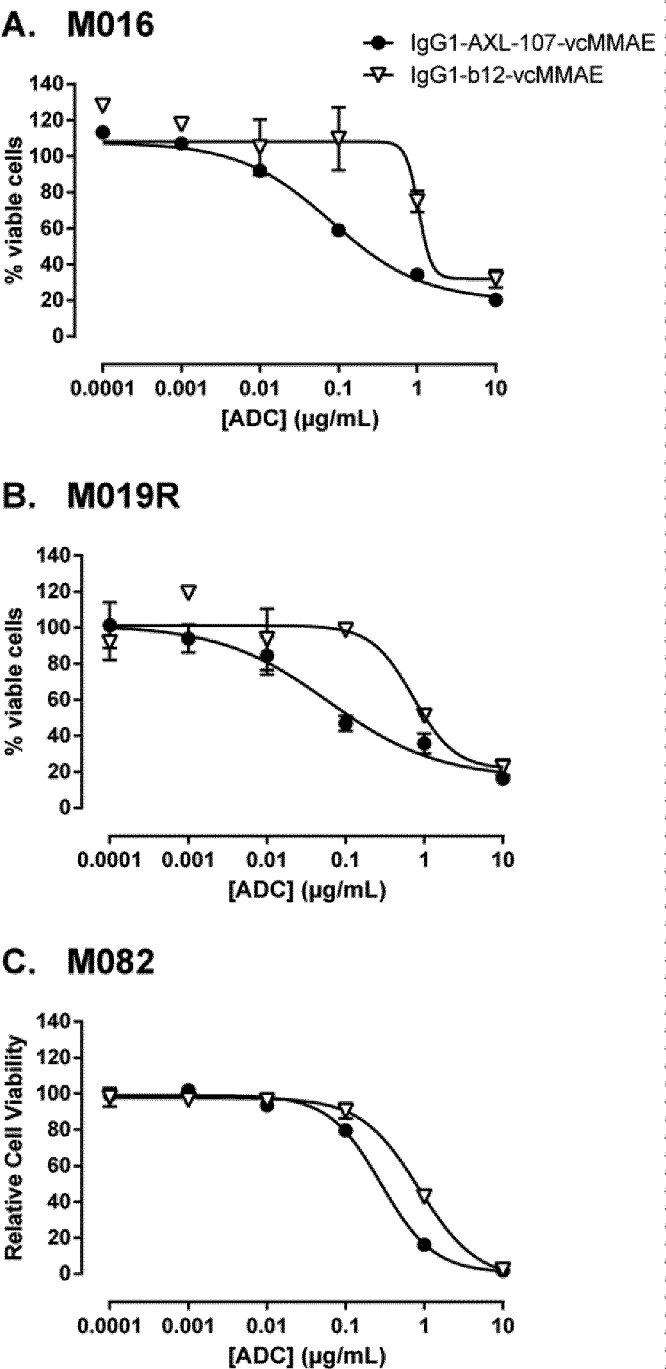 A. M016
IgG1-AXL-107-vcMMAE
IgG1-b12-vcMMAE
140
120
100
80
60
40
20
0
% viable cells
0.0001 0.001 0.01 0.1 1 10
[ADC] (µg/mL)
B. M019R
140
120
100
80
60
40
20
0
% viable cells
0.0001 0.001 0.01 0.1 1 10
[ADC] (µg/mL)
C. M082
140
120
100
80
60
40
20
0
Relative Cell Viability
0.0001 0.001 0.01 0.1 1 10
[ADC] (µg/mL)